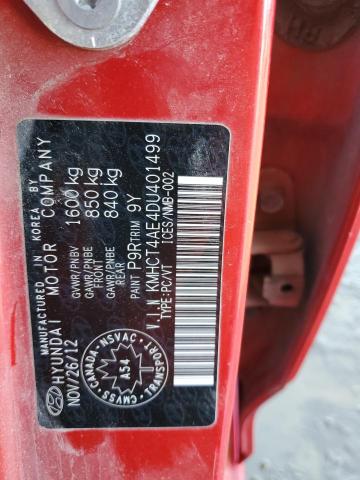 MANUFACTURED IN KOREA
HYUNDAI MOTOR COMPANY
NOV/26/12
GVWR/PNBV 1600 kg
GAWR/PNBE FRONT 850 kg
GAWR/PNBE REAR 840 kg
PAINT P9R TRIM 9Y
V.I.N KMHCT4AE4DU401499
TYPE:PC/VT ICES/NMB-002
CANADA · NSVAC · TRANSPORT · CMVSS
A54